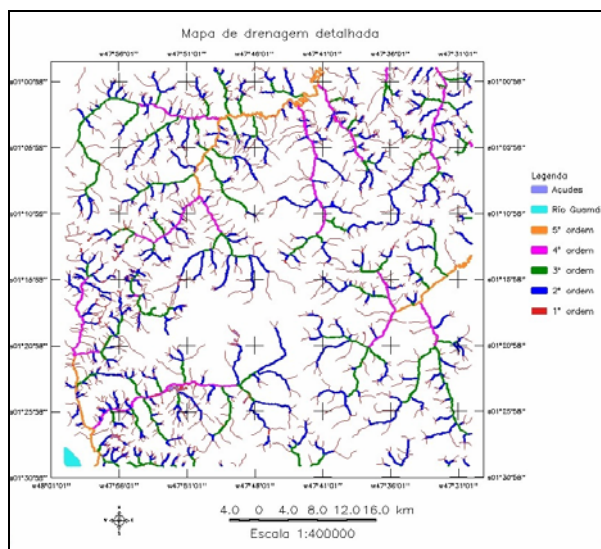 Mapa de drenagem detalhada
w47°56'01" w47°51'01" w47°46'01" w47°41'01" w47°36'01" w47°31'01"
s01°00'58" s01°00'58"
s01°05'58" s01°05'58"
s01°10'58" s01°10'58"
s01°15'58" s01°15'58"
s01°20'58" s01°20'58"
s01°25'58" s01°25'58"
s01°30'58" s01°30'58"
w48°01'01" w47°56'01" w47°51'01" w47°46'01" w47°41'01" w47°36'01" w47°31'01"
Legenda
Acudes
Rio Guamá
5ª ordem
4ª ordem
3ª ordem
2ª ordem
1ª ordem
4.0 0 4.0 8.0 12.0 16.0 km
Escala 1:400000